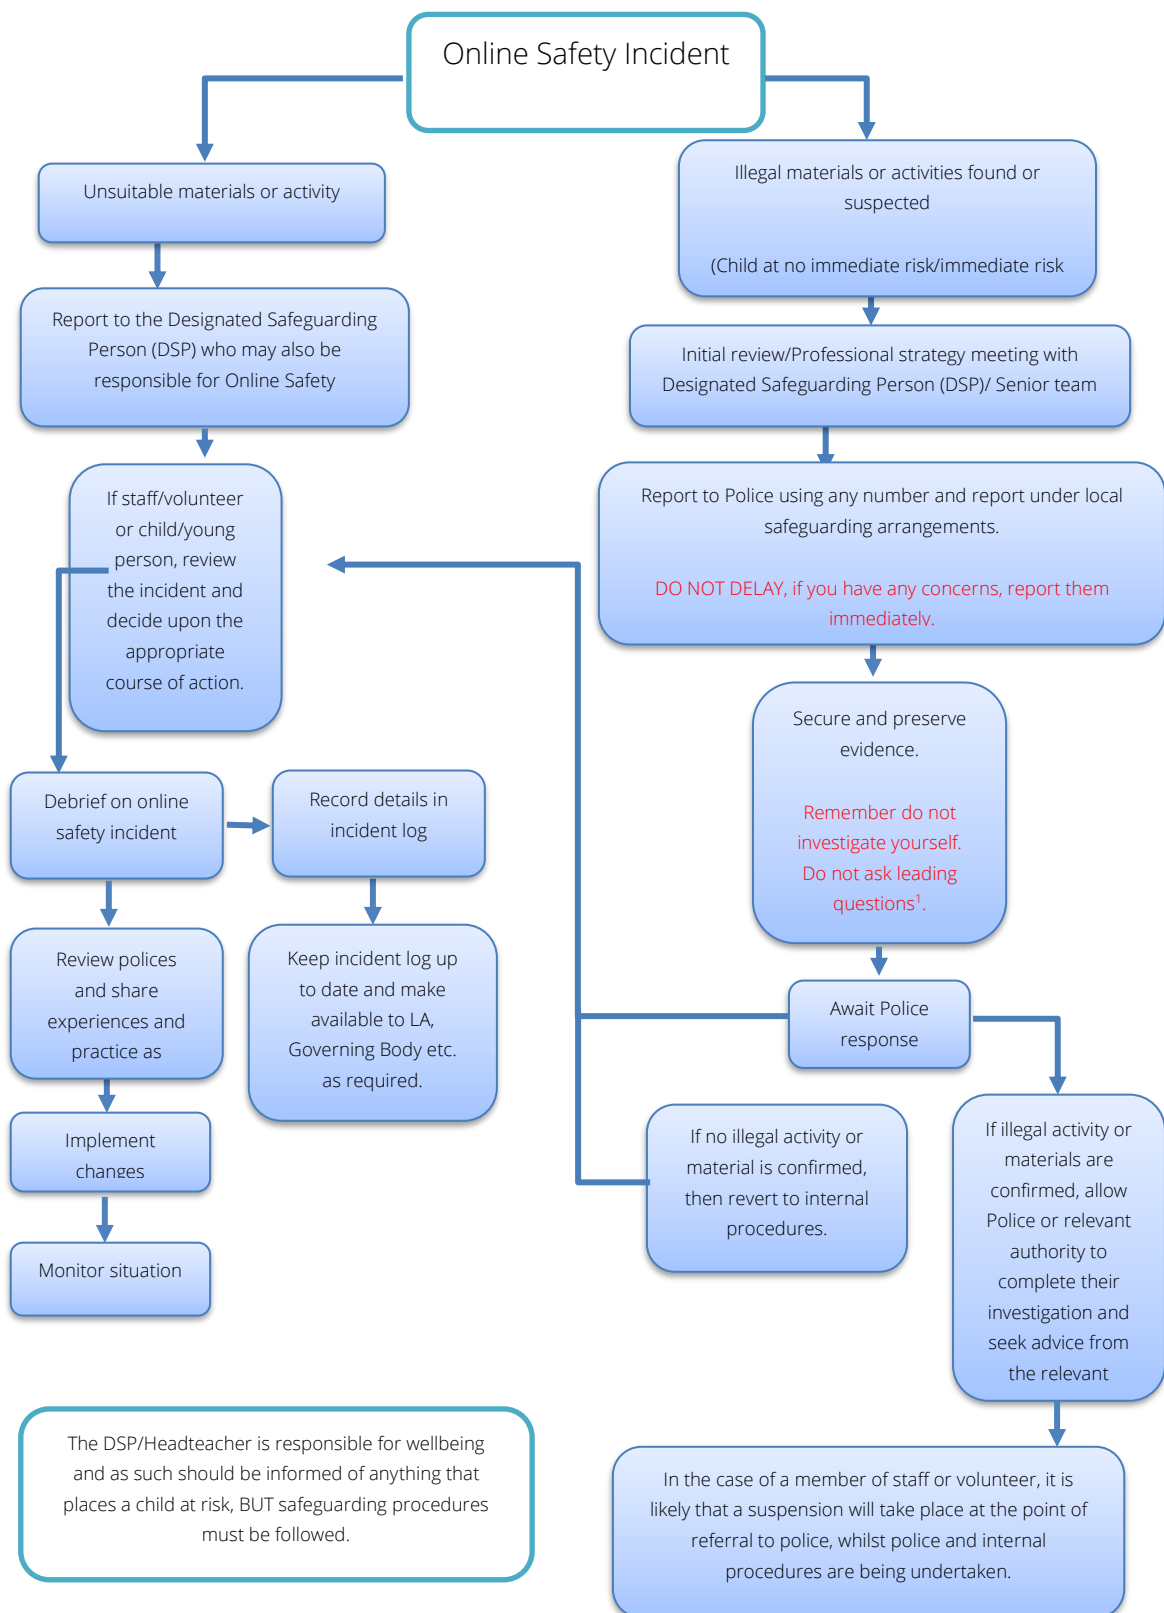 Online Safety Incident
Unsuitable materials or activity
Report to the Designated Safeguarding
Person (DSP) who may also be
responsible for Online Safety
If staff/volunteer
or child/young
person, review
the incident and
decide upon the
appropriate
course of action.
Debrief on online
safety incident
Record details in
incident log
Review polices
and share
experiences and
practice as
Keep incident log up
to date and make
available to LA,
Governing Body etc.
as required.
Implement
changes
Monitor situation
Illegal materials or activities found or
suspected
(Child at no immediate risk/immediate risk
Initial review/Professional strategy meeting with
Designated Safeguarding Person (DSP)/ Senior team
Report to Police using any number and report under local
safeguarding arrangements.
DO NOT DELAY, if you have any concerns, report them
immediately.
Secure and preserve
evidence.
Remember do not
investigate yourself.
Do not ask leading
questions¹.
Await Police
response
If no illegal activity or
material is confirmed,
then revert to internal
procedures.
If illegal activity or
materials are
confirmed, allow
Police or relevant
authority to
complete their
investigation and
seek advice from
the relevant
In the case of a member of staff or volunteer, it is
likely that a suspension will take place at the point of
referral to police, whilst police and internal
procedures are being undertaken.
The DSP/Headteacher is responsible for wellbeing
and as such should be informed of anything that
places a child at risk, BUT safeguarding procedures
must be followed.